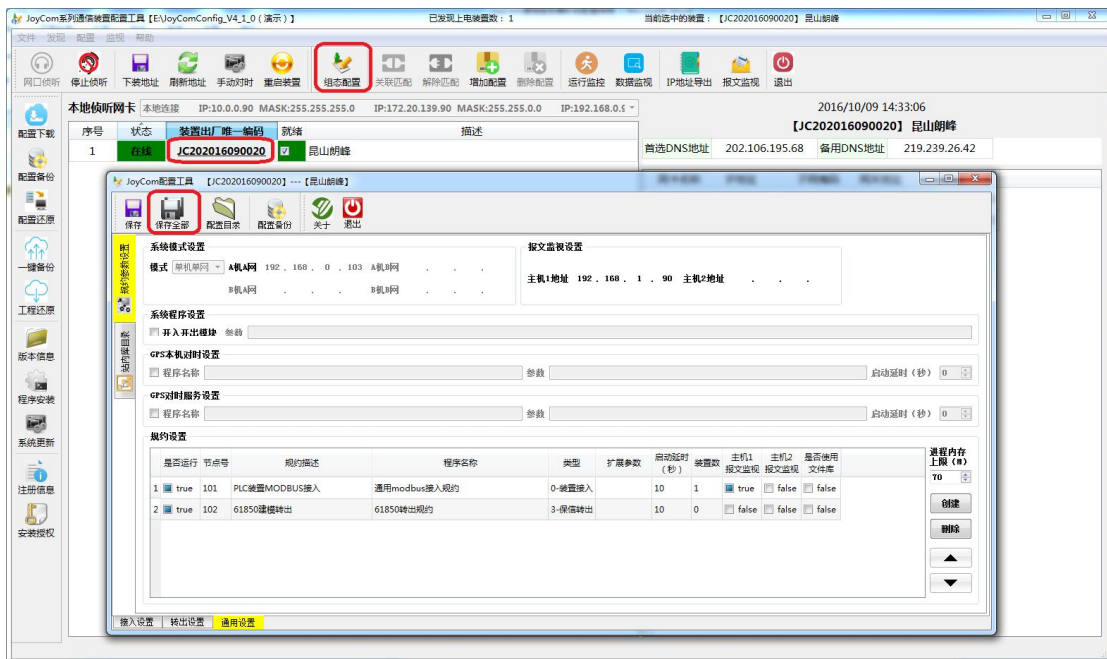 JoyCom系列通信装置配置工具【E:\JoyComConfig_V4_1_0(演示)】 已发现上电装置数：1 当前选中的装置：【JC202016090020】昆山朗峰
文件 发现 配置 监视 帮助
网口侦听 停止侦听 下装地址 刷新地址 手动对时 重启装置 组态配置 关联匹配 解除匹配 增加配置 删除配置 运行监控 数据监视 IP地址导出 报文监视 退出
本地侦听网卡 本地连接 IP:10.0.0.90 MASK:255.255.255.0 IP:172.20.139.90 MASK:255.255.0.0 IP:192.168.0.9
2016/10/09 14:33:06
【JC202016090020】昆山朗峰
序号 状态 装置出厂唯一编码 就绪 描述
首选DNS地址 202.106.195.68 备用DNS地址 219.239.26.42
1 在线 JC202016090020 昆山朗峰
配置下载
配置备份
配置还原
一键备份
工程还原
版本信息
程序安装
系统更新
注册信息
安装授权
JoyCom配置工具 【JC202016090020】---【昆山朗峰】
保存 保存全部 配置目录 配置备份 关于 退出
规约参数设置
站内库目录
系统模式设置
模式 单机单网 A机A网 192 . 168 . 0 . 103 A机B网 . . .
B机A网 . . . B机B网 . . .
报文监视设置
主机1地址 192 . 168 . 1 . 90 主机2地址 . . .
系统程序设置
开入开出模块 参数
GPS本机对时设置
程序名称 参数 启动延时(秒) 0
GPS对时服务设置
程序名称 参数 启动延时(秒) 0
规约设置
是否运行 节点号 规约描述 程序名称 类型 扩展参数 启动延时(秒) 装置数 主机1报文监视 主机2报文监视 是否使用文件库
1 true 101 PLC装置MODBUS接入 通用modbus接入规约 0-装置接入 10 1 true false false
2 true 102 61850建模转出 61850转出规约 3-保信转出 10 0 false false false
进程内存上限(M)
70
创建
删除
接入设置 转出设置 通用设置